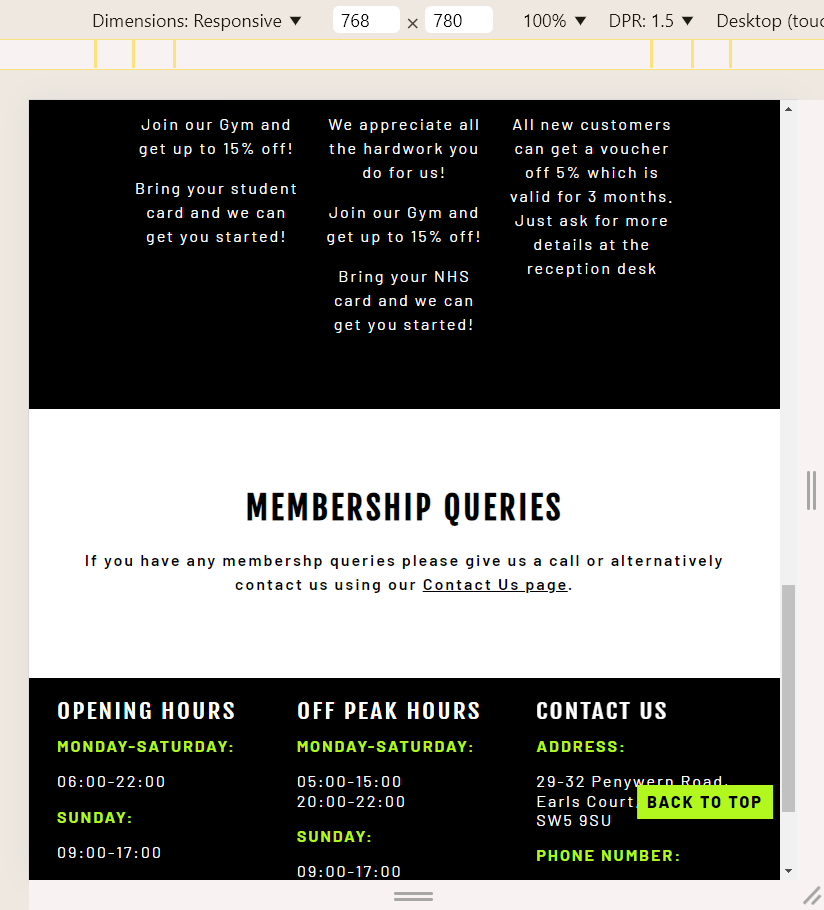 Dimensions: Responsive ▼ 768 × 780 100% ▼ DPR: 1.5 ▼ Desktop (touc
Join our Gym and
get up to 15% off!
Bring your student
card and we can
get you started!
We appreciate all
the hardwork you
do for us!
Join our Gym and
get up to 15% off!
Bring your NHS
card and we can
get you started!
All new customers
can get a voucher
off 5% which is
valid for 3 months.
Just ask for more
details at the
reception desk
MEMBERSHIP QUERIES
If you have any membershp queries please give us a call or alternatively
contact us using our Contact Us page.
OPENING HOURS
MONDAY-SATURDAY:
06:00-22:00
SUNDAY:
09:00-17:00
OFF PEAK HOURS
MONDAY-SATURDAY:
05:00-15:00
20:00-22:00
SUNDAY:
09:00-17:00
CONTACT US
ADDRESS:
29-32 Penywern Road,
Earls Court,
SW5 9SU
PHONE NUMBER:
BACK TO TOP